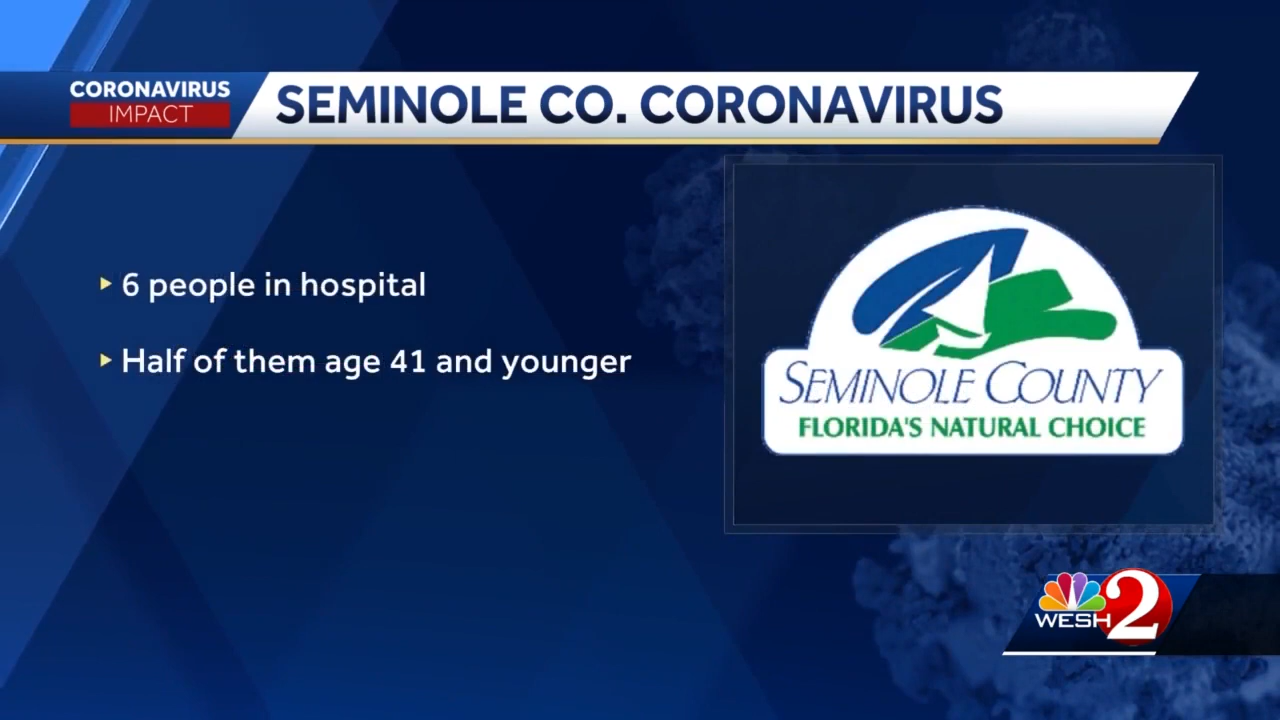 CORONAVIRUS
IMPACT
SEMINOLE CO. CORONAVIRUS
▸ 6 people in hospital
▸ Half of them age 41 and younger
SEMINOLE COUNTY
FLORIDA'S NATURAL CHOICE
WESH 2